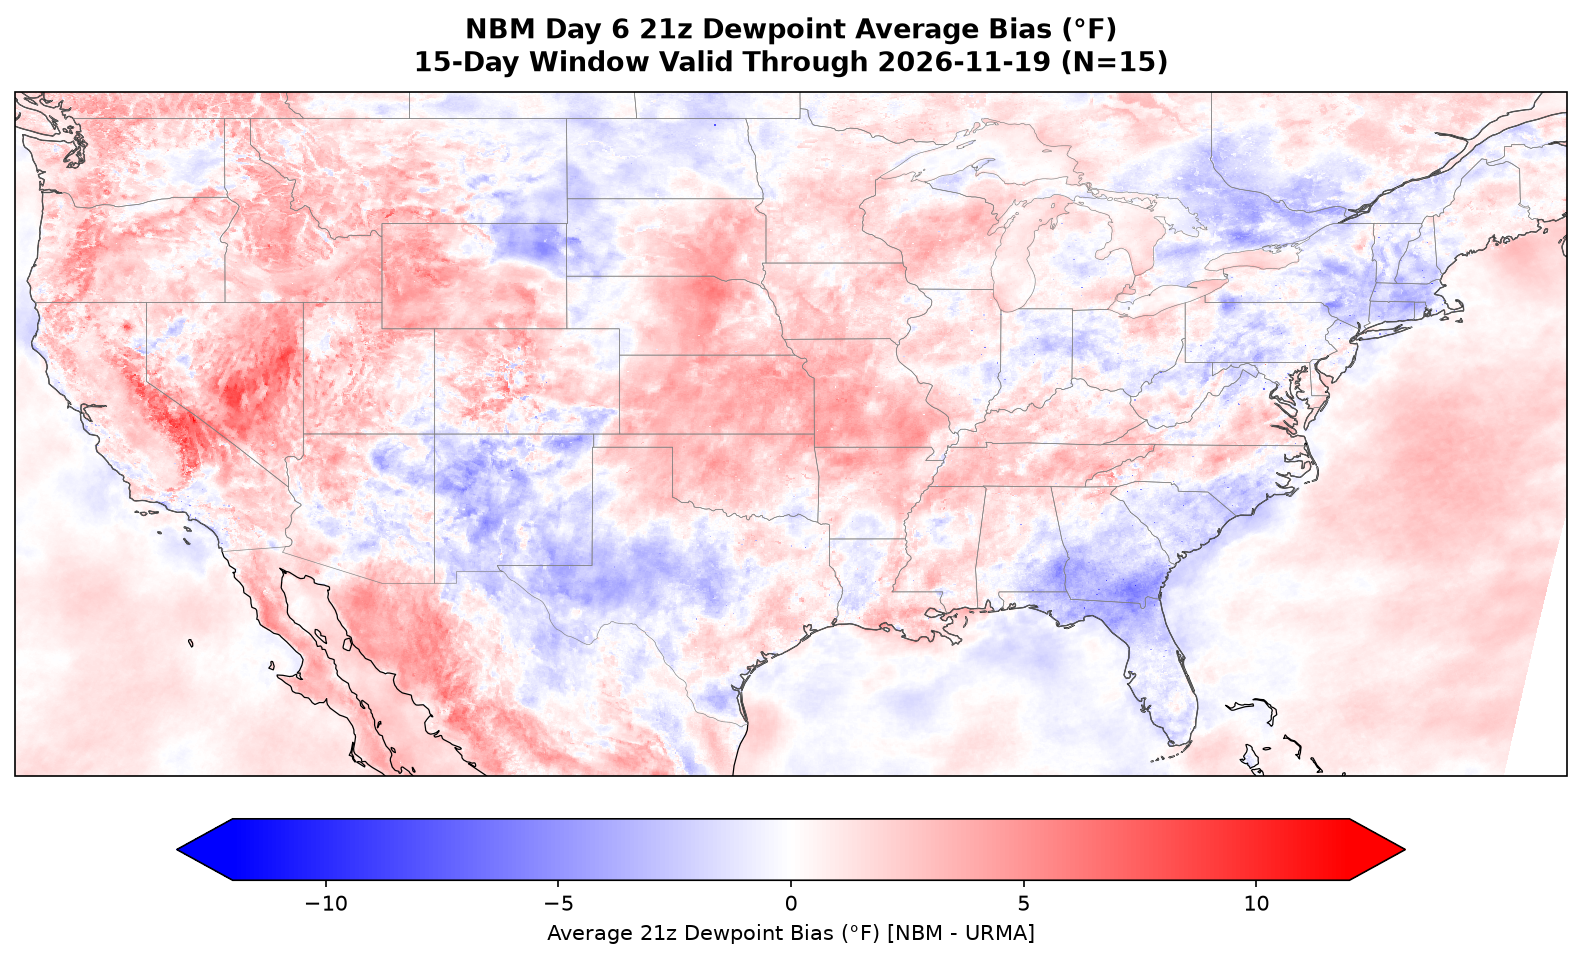 NBM Day 6 21z Dewpoint Average Bias (°F)
15-Day Window Valid Through 2026-11-19 (N=15)
−10 −5 0 5 10
Average 21z Dewpoint Bias (°F) [NBM - URMA]